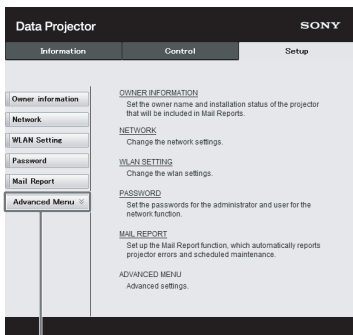 Data Projector
SONY
Information
Control
Setup
Owner information
Network
WLAN Setting
Password
Mail Report
Advanced Menu
OWNER INFORMATION
Set the owner name and installation status of the projector
that will be included in Mail Reports.
NETWORK
Change the network settings.
WLAN SETTING
Change the wlan settings.
PASSWORD
Set the passwords for the administrator and user for the
network function.
MAIL REPORT
Set up the Mail Report function, which automatically reports
projector errors and scheduled maintenance.
ADVANCED MENU
Advanced settings.